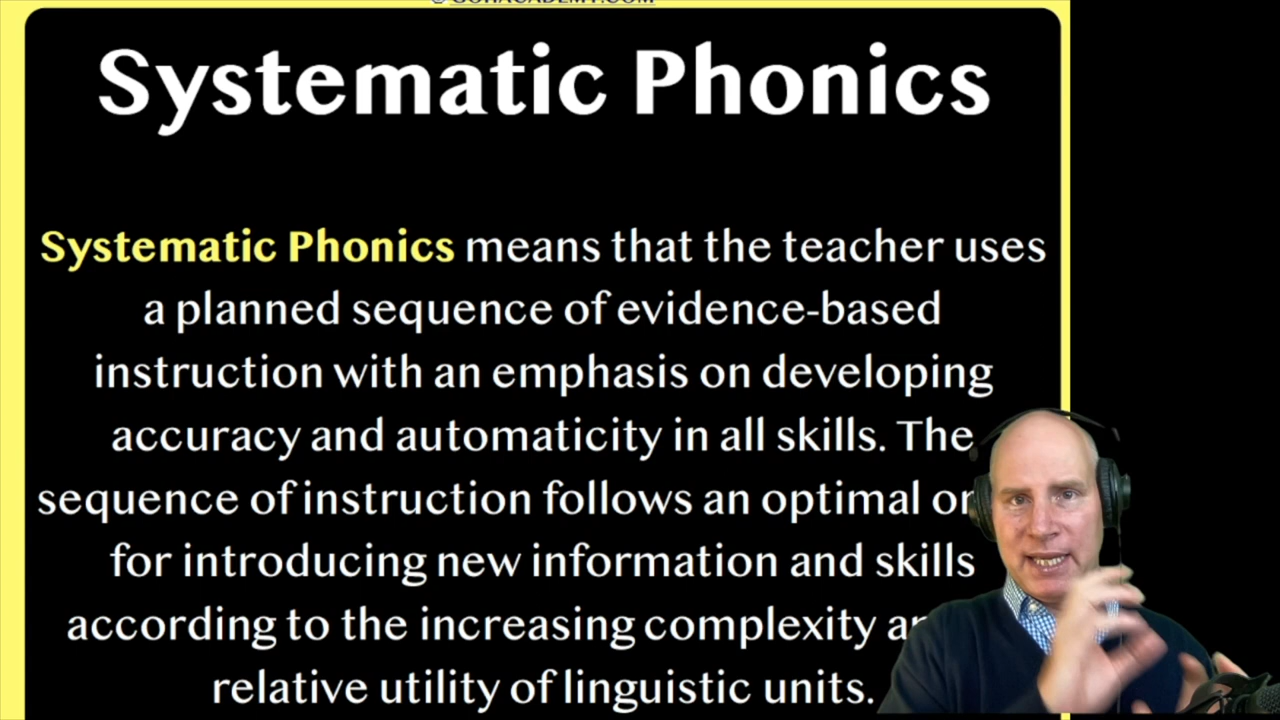 Systematic Phonics
Systematic Phonics means that the teacher uses
a planned sequence of evidence-based
instruction with an emphasis on developing
accuracy and automaticity in all skills. The
sequence of instruction follows an optimal
for introducing new information and skills
according to the increasing complexity
relative utility of linguistic units.